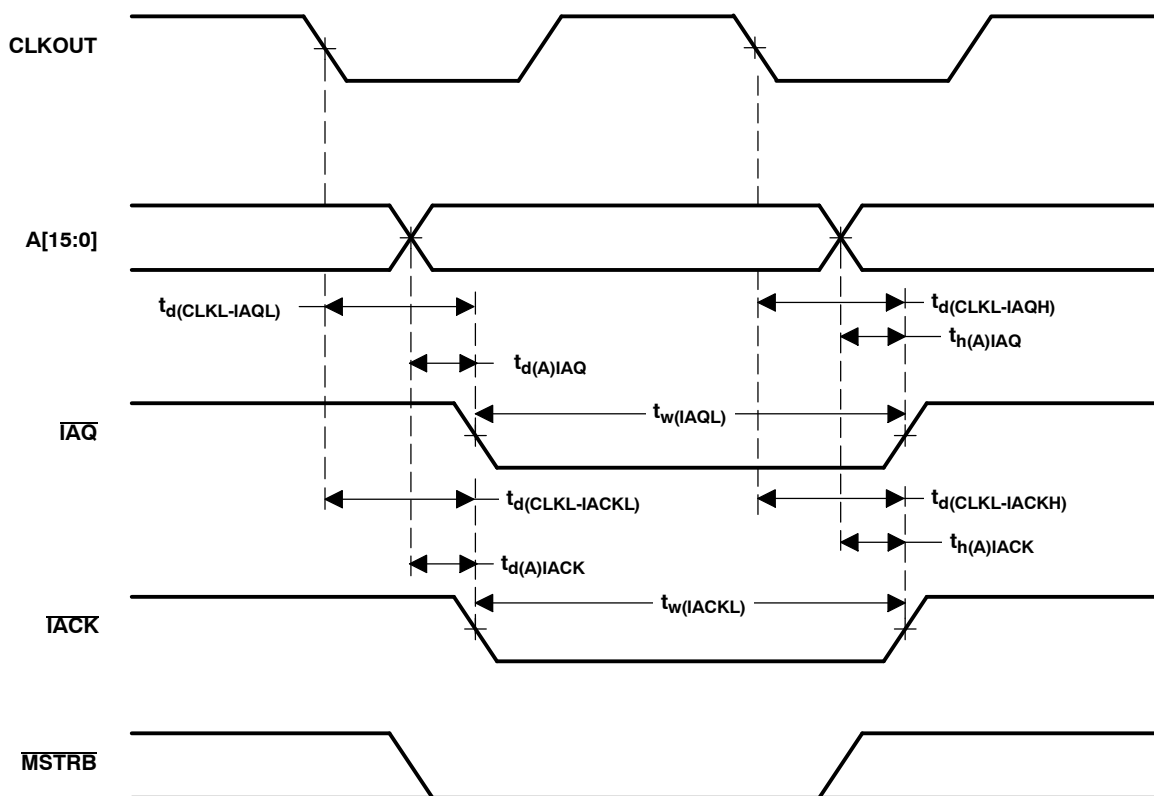 CLKOUT
A[15:0]
td(CLKL-IAQL)
td(CLKL-IAQH)
th(A)IAQ
td(A)IAQ
tw(IAQL)
IAQ
td(CLKL-IACKL)
td(CLKL-IACKH)
th(A)IACK
td(A)IACK
tw(IACKL)
IACK
MSTRB